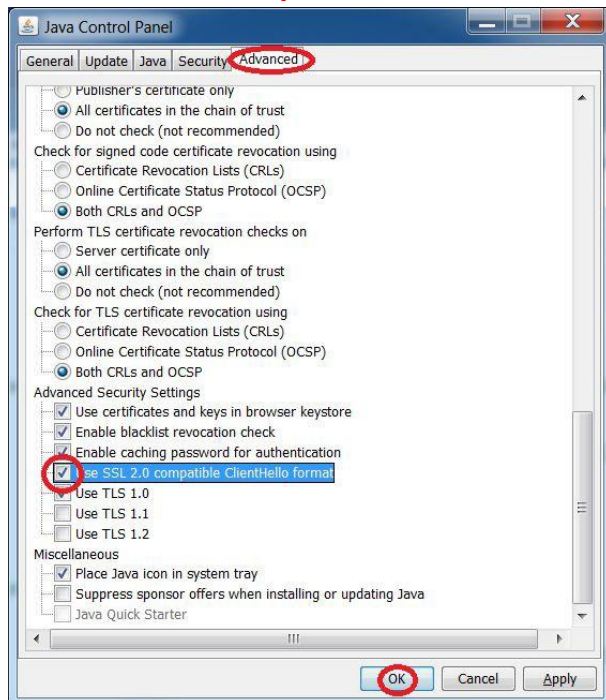 Java Control Panel
General Update Java Security Advanced
Publisher's certificate only
All certificates in the chain of trust
Do not check (not recommended)
Check for signed code certificate revocation using
Certificate Revocation Lists (CRLs)
Online Certificate Status Protocol (OCSP)
Both CRLs and OCSP
Perform TLS certificate revocation checks on
Server certificate only
All certificates in the chain of trust
Do not check (not recommended)
Check for TLS certificate revocation using
Certificate Revocation Lists (CRLs)
Online Certificate Status Protocol (OCSP)
Both CRLs and OCSP
Advanced Security Settings
Use certificates and keys in browser keystore
Enable blacklist revocation check
Enable caching password for authentication
Use SSL 2.0 compatible ClientHello format
Use TLS 1.0
Use TLS 1.1
Use TLS 1.2
Miscellaneous
Place Java icon in system tray
Suppress sponsor offers when installing or updating Java
Java Quick Starter
OK Cancel Apply